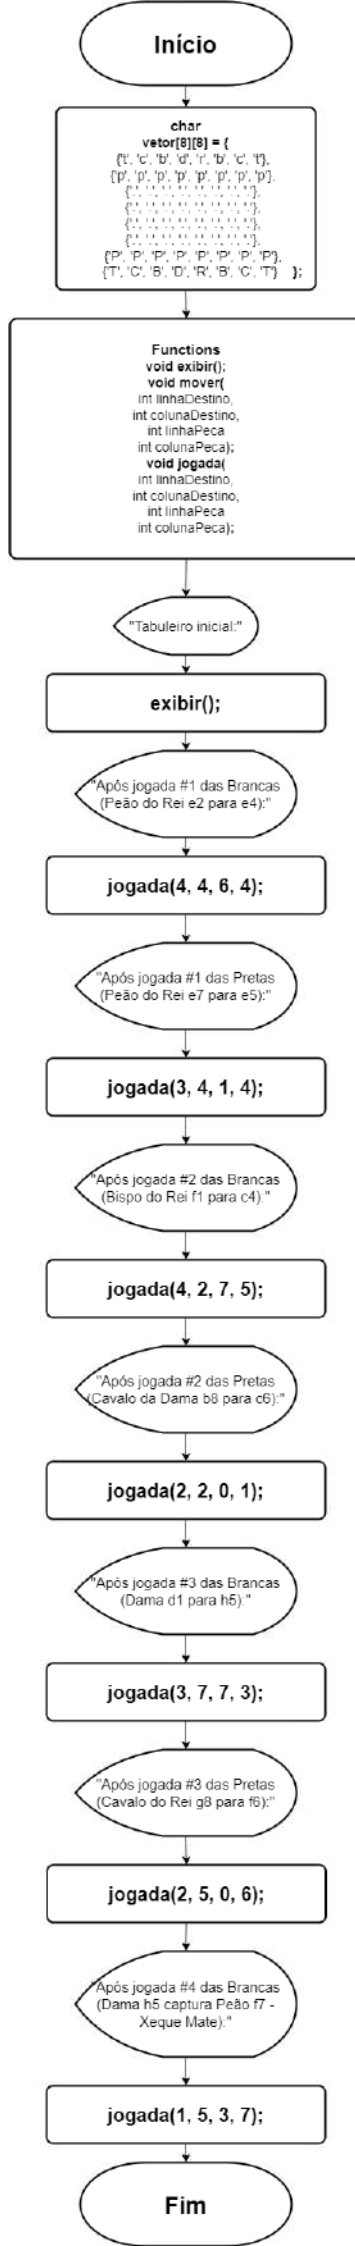 Início
char
vetor[8][8] = {
{'t', 'c', 'b', 'd', 'r', 'b', 'c', 't'},
{'p', 'p', 'p', 'p', 'p', 'p', 'p', 'p'},
{'.', '.', '.', '.', '.', '.', '.', '.'},
{'.', '.', '.', '.', '.', '.', '.', '.'},
{'.', '.', '.', '.', '.', '.', '.', '.'},
{'.', '.', '.', '.', '.', '.', '.', '.'},
{'P', 'P', 'P', 'P', 'P', 'P', 'P', 'P'},
{'T', 'C', 'B', 'D', 'R', 'B', 'C', 'T'} };
Functions
void exibir();
void mover(
int linhaDestino,
int colunaDestino,
int linhaPeca
int colunaPeca);
void jogada(
int linhaDestino,
int colunaDestino,
int linhaPeca
int colunaPeca);
"Tabuleiro inicial:"
exibir();
"Após jogada #1 das Brancas
(Peão do Rei e2 para e4):"
jogada(4, 4, 6, 4);
"Após jogada #1 das Pretas
(Peão do Rei e7 para e5):"
jogada(3, 4, 1, 4);
"Após jogada #2 das Brancas
(Bispo do Rei f1 para c4):"
jogada(4, 2, 7, 5);
"Após jogada #2 das Pretas
(Cavalo da Dama b8 para c6):"
jogada(2, 2, 0, 1);
"Após jogada #3 das Brancas
(Dama d1 para h5):"
jogada(3, 7, 7, 3);
"Após jogada #3 das Pretas
(Cavalo do Rei g8 para f6):"
jogada(2, 5, 0, 6);
"Após jogada #4 das Brancas
(Dama h5 captura Peão f7 -
Xeque Mate):"
jogada(1, 5, 3, 7);
Fim